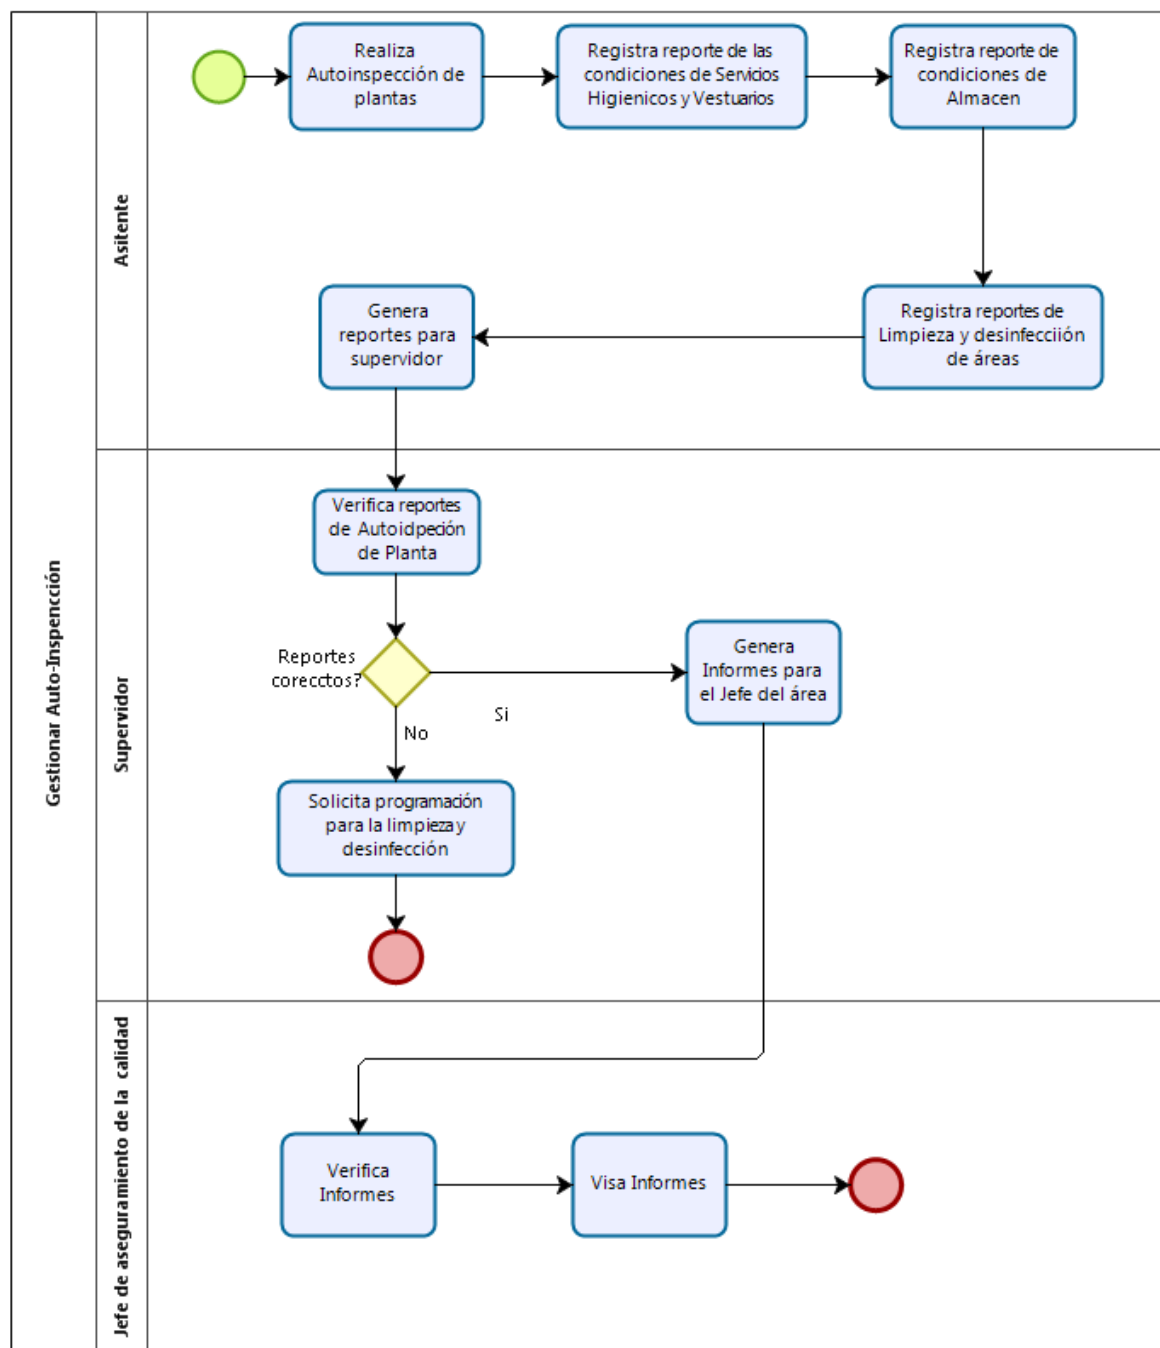 Gestionar Auto-Inspencción
Asitente
Realiza
Autoinspección de
plantas
Registra reporte de las
condiciones de Servicios
Higienicos y Vestuarios
Registra reporte de
condiciones de
Almacen
Registra reportes de
Limpieza y desinfecciión
de áreas
Genera
reportes para
supervidor
Supervidor
Verifica reportes
de Autoidpeción
de Planta
Reportes
corecctos?
Si
No
Genera
Informes para
el Jefe del área
Solicita programación
para la limpieza y
desinfección
Jefe de aseguramiento de la calidad
Verifica
Informes
Visa Informes